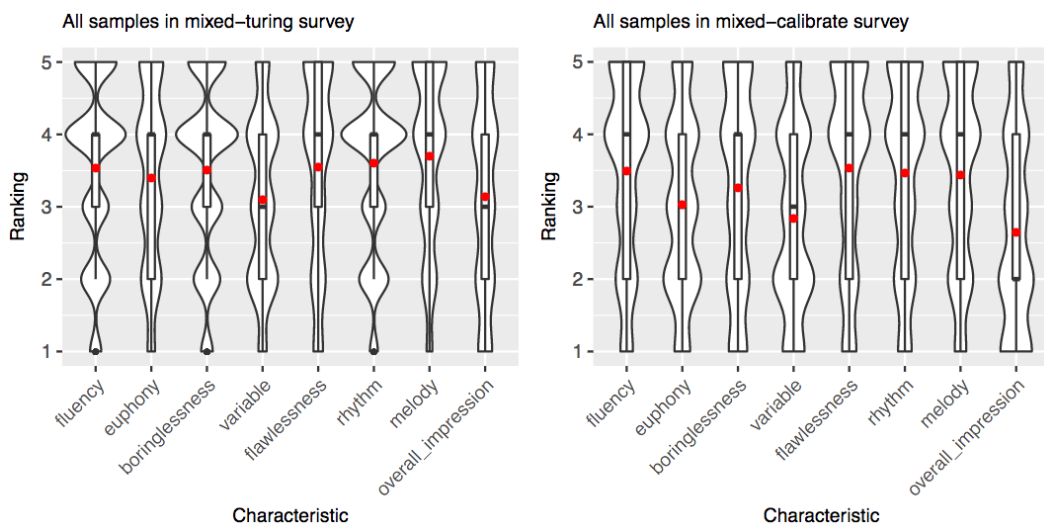 All samples in mixed−turing survey
5
4
3
2
1
Ranking
fluency
euphony
boringlessness
variable
flawlessness
rhythm
melody
overall_impression
Characteristic
All samples in mixed−calibrate survey
5
4
3
2
1
Ranking
fluency
euphony
boringlessness
variable
flawlessness
rhythm
melody
overall_impression
Characteristic